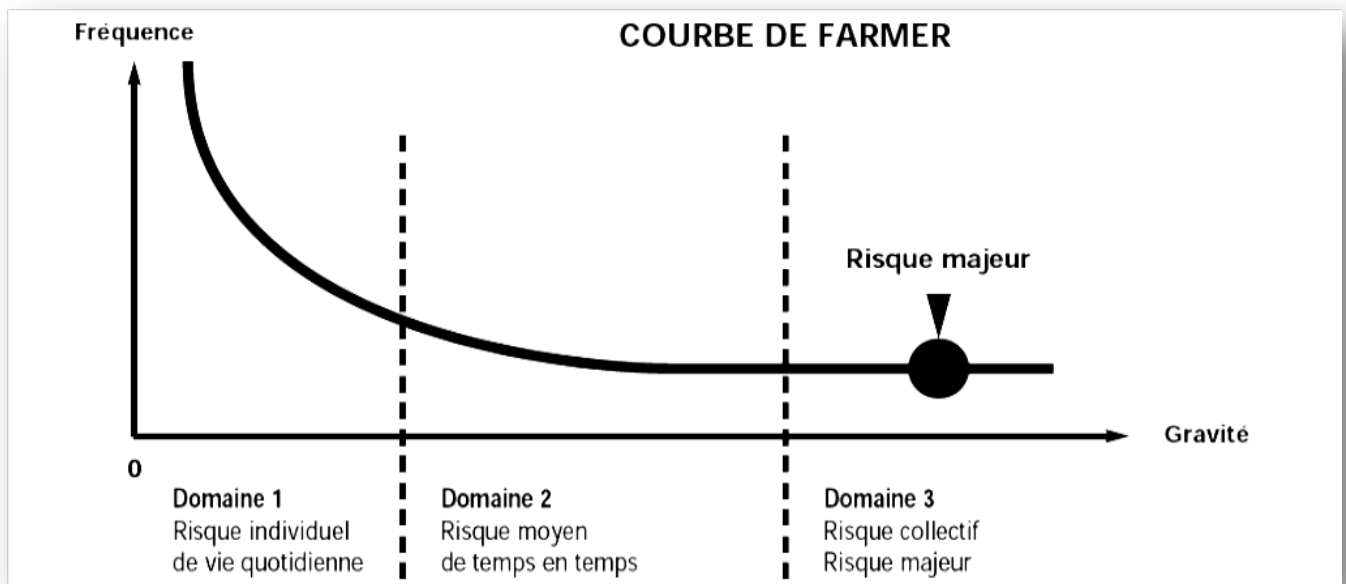 Fréquence
COURBE DE FARMER
Risque majeur
Gravité
0
Domaine 1
Risque individuel
de vie quotidienne
Domaine 2
Risque moyen
de temps en temps
Domaine 3
Risque collectif
Risque majeur